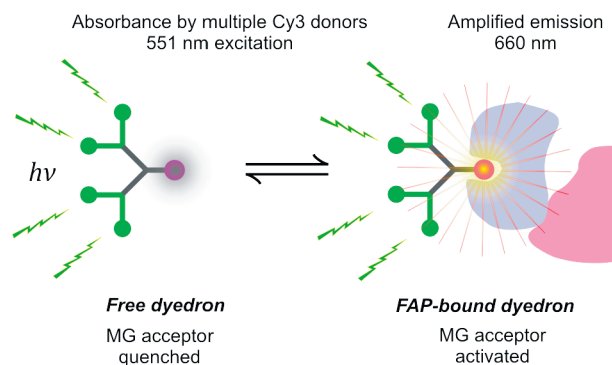 Absorbance by multiple Cy3 donors
551 nm excitation
Amplified emission
660 nm
hν
Free dyedron
MG acceptor
quenched
FAP-bound dyedron
MG acceptor
activated